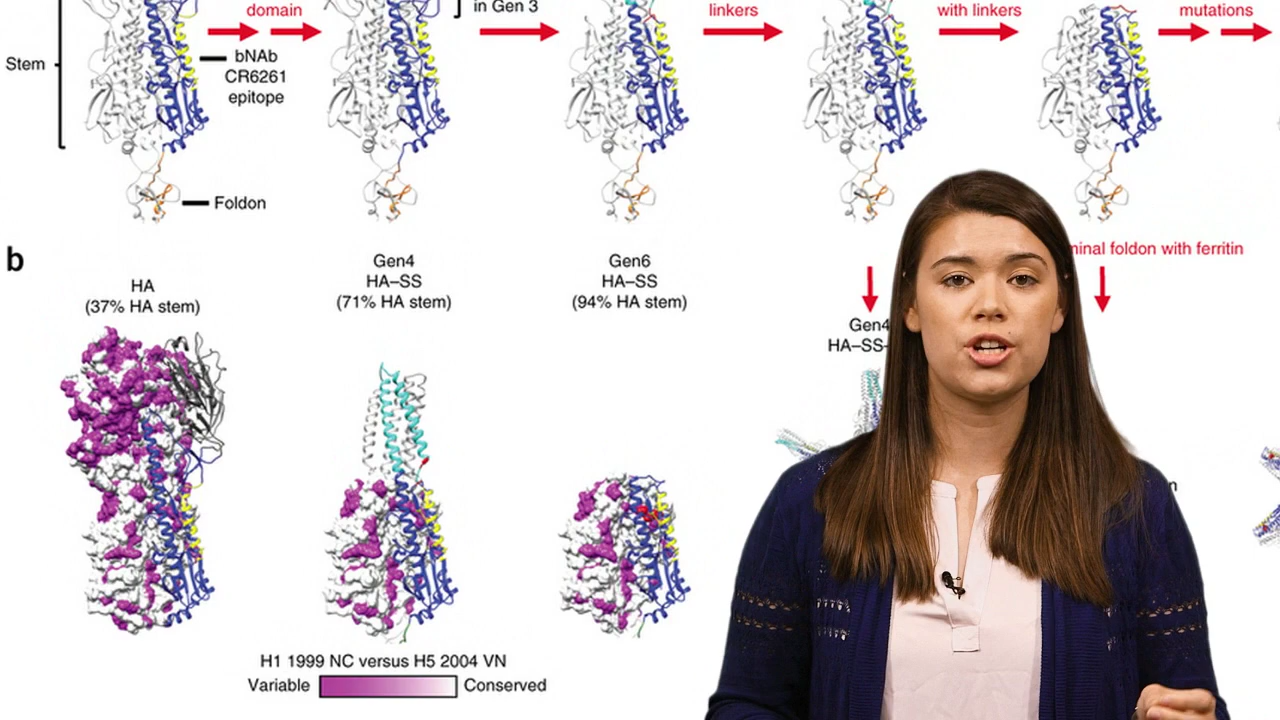 domain
in Gen 3
linkers
with linkers
mutations
Stem
bNAb
CR6261
epitope
Foldon
b
HA
(37% HA stem)
Gen4
HA–SS
(71% HA stem)
Gen6
HA–SS
(94% HA stem)
foldon with ferritin
Gen4
HA–SS-
H1 1999 NC versus H5 2004 VN
Variable
Conserved